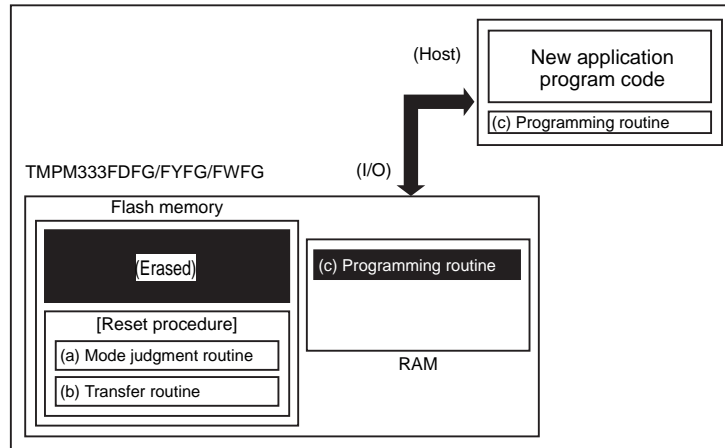 (Host)
New application
program code
(c) Programming routine
TMPM333FDFG/FYFG/FWFG
(I/O)
Flash memory
(Erased)
(c) Programming routine
[Reset procedure]
(a) Mode judgment routine
(b) Transfer routine
RAM